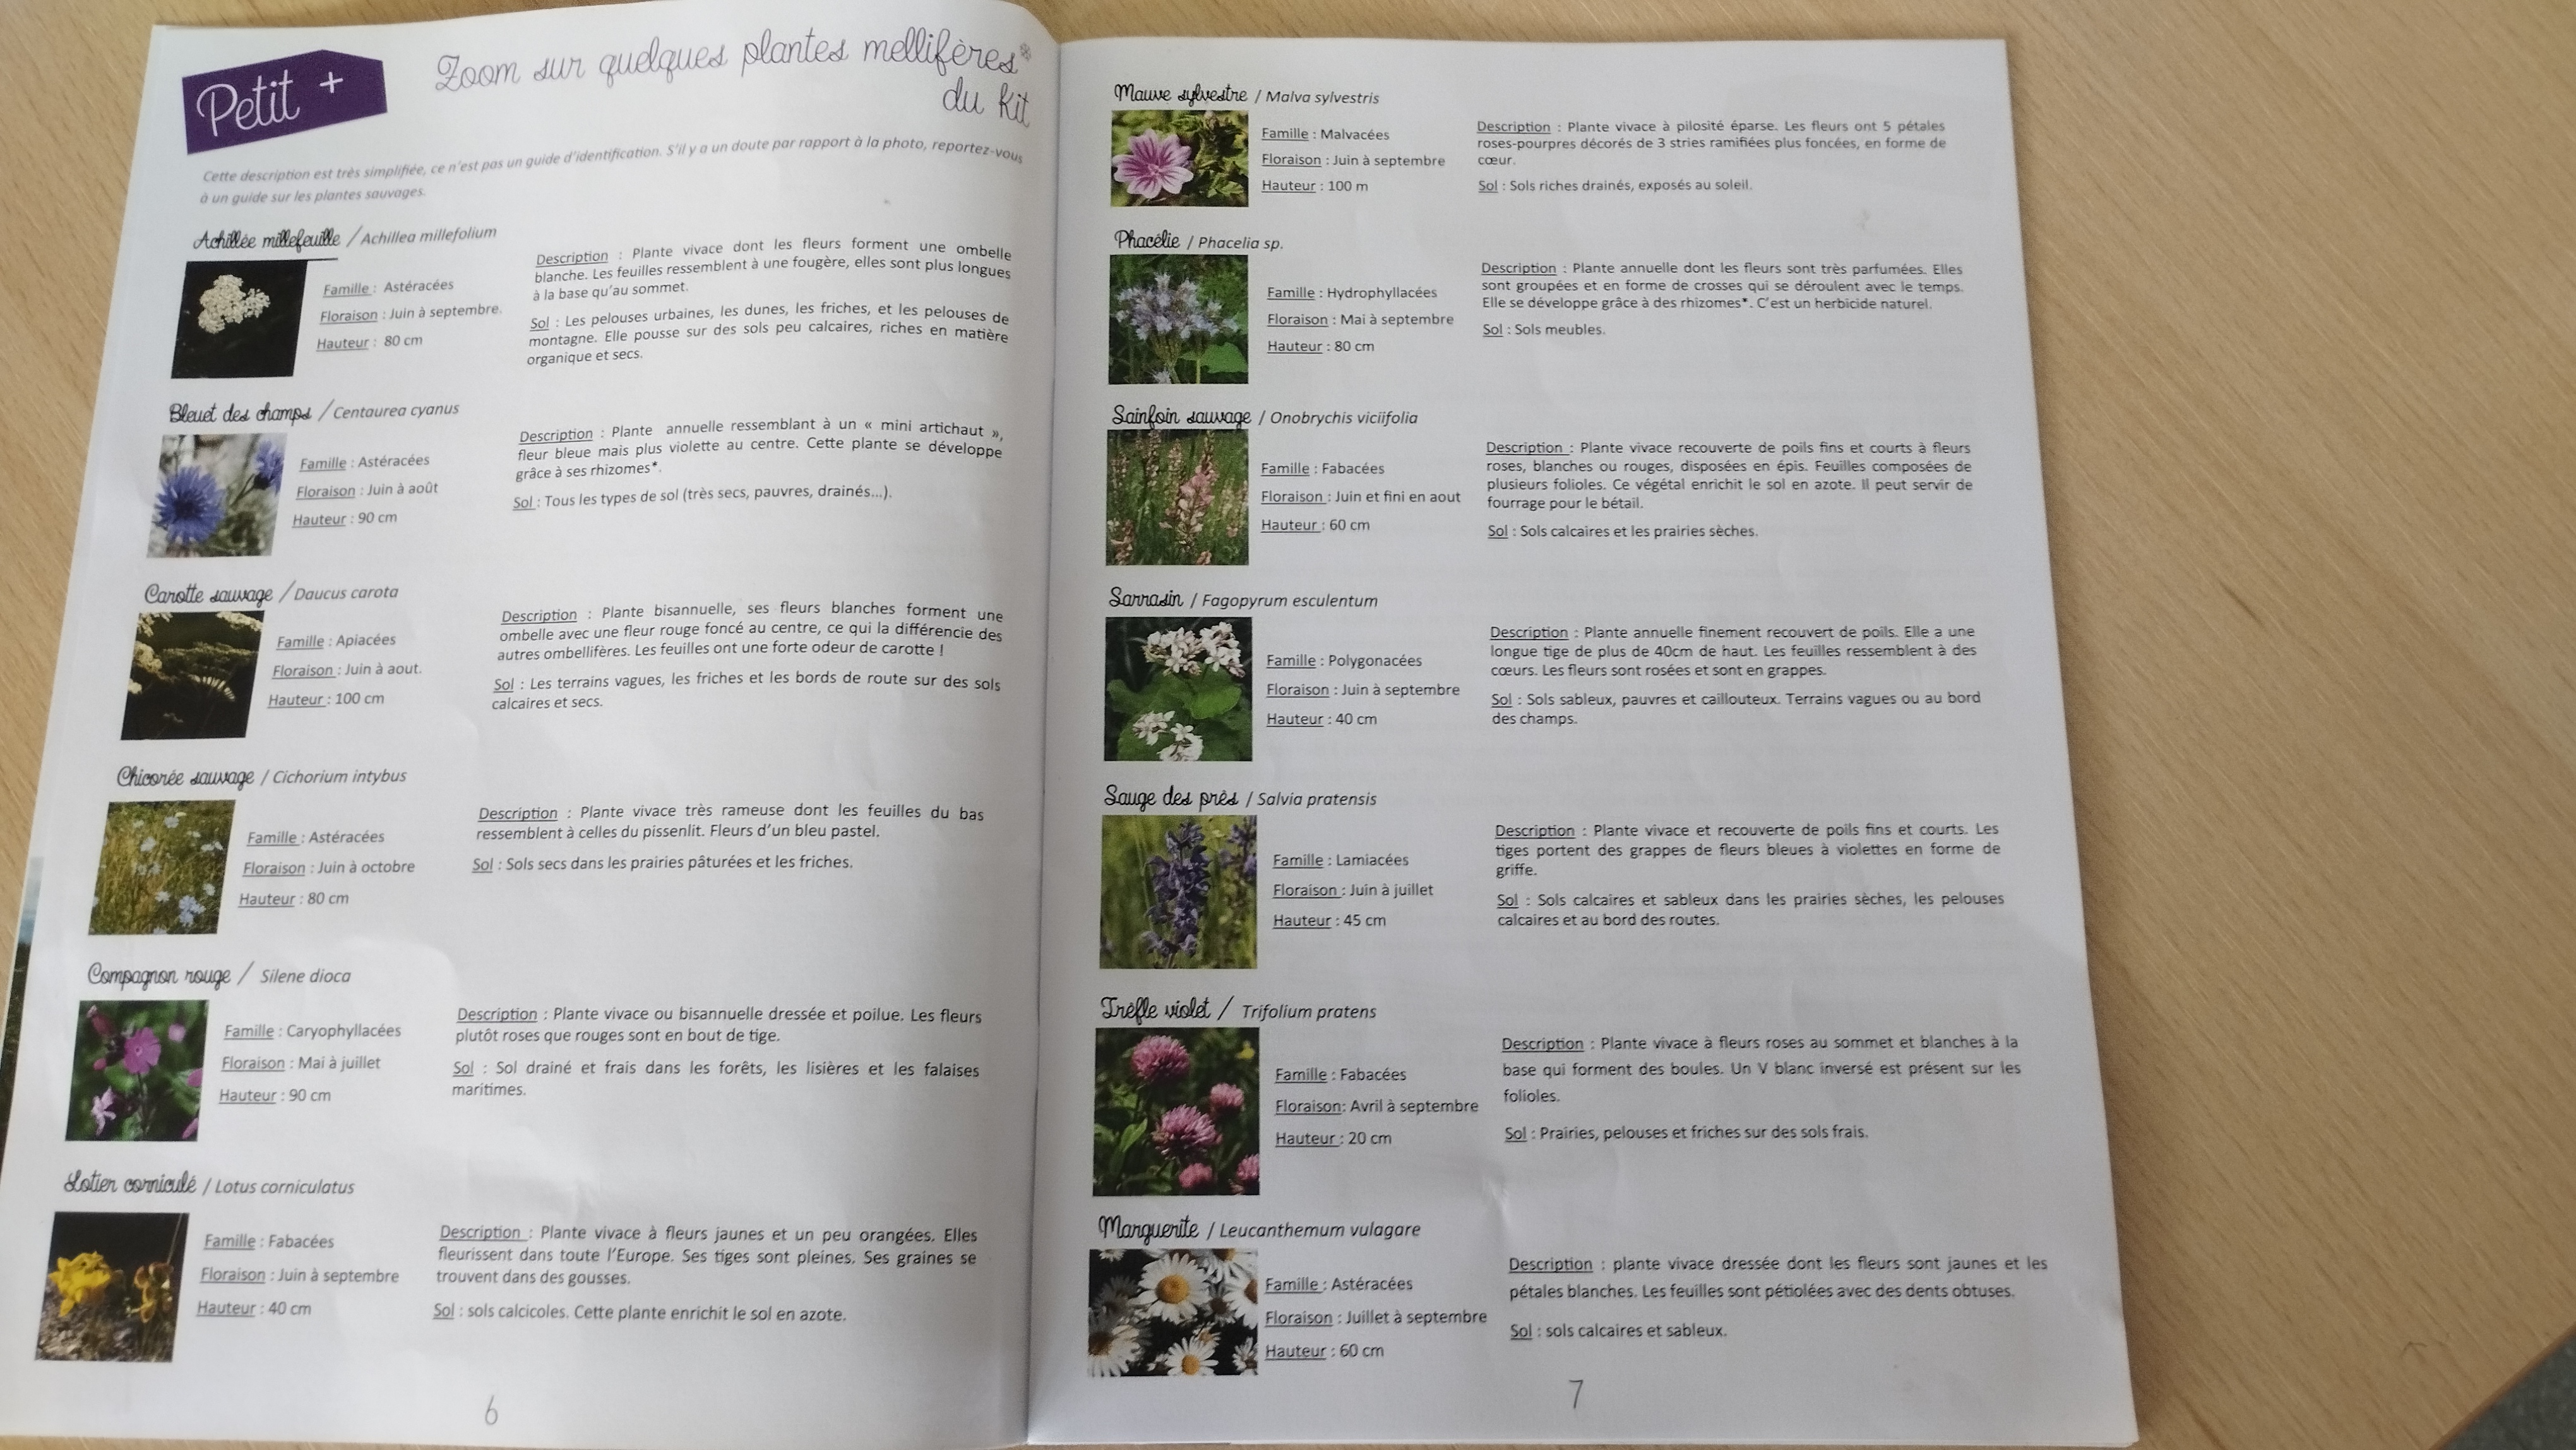 Petit +
Zoom sur quelques plantes mellifères*
du kit
Cette description est très simplifiée, ce n'est pas un guide d'identification. S'il y a un doute par rapport à la photo, reportez-vous
à un guide sur les plantes sauvages.
Achillée millefeuille / Achillea millefolium
Famille : Astéracées
Floraison : Juin à septembre.
Hauteur : 80 cm
Description : Plante vivace dont les fleurs forment une ombelle
blanche. Les feuilles ressemblent à une fougère, elles sont plus longues
à la base qu'au sommet.
Sol : Les pelouses urbaines, les dunes, les friches, et les pelouses de
montagne. Elle pousse sur des sols peu calcaires, riches en matière
organique et secs.
Bleuet des champs / Centaurea cyanus
Famille : Astéracées
Floraison : Juin à août
Hauteur : 90 cm
Description : Plante annuelle ressemblant à un « mini artichaut »,
fleur bleue mais plus violette au centre. Cette plante se développe
grâce à ses rhizomes*.
Sol : Tous les types de sol (très secs, pauvres, drainés...).
Carotte sauvage / Daucus carota
Famille : Apiacées
Floraison : Juin à aout.
Hauteur : 100 cm
Description : Plante bisannuelle, ses fleurs blanches forment une
ombelle avec une fleur rouge foncé au centre, ce qui la différencie des
autres ombellifères. Les feuilles ont une forte odeur de carotte !
Sol : Les terrains vagues, les friches et les bords de route sur des sols
calcaires et secs.
Chicorée sauvage / Cichorium intybus
Famille : Astéracées
Floraison : Juin à octobre
Hauteur : 80 cm
Description : Plante vivace très rameuse dont les feuilles du bas
ressemblent à celles du pissenlit. Fleurs d'un bleu pastel.
Sol : Sols secs dans les prairies pâturées et les friches.
Compagnon rouge / Silene dioca
Famille : Caryophyllacées
Floraison : Mai à juillet
Hauteur : 90 cm
Description : Plante vivace ou bisannuelle dressée et poilue. Les fleurs
plutôt roses que rouges sont en bout de tige.
Sol : Sol drainé et frais dans les forêts, les lisières et les falaises
maritimes.
Lotier corniculé / Lotus corniculatus
Famille : Fabacées
Floraison : Juin à septembre
Hauteur : 40 cm
Description : Plante vivace à fleurs jaunes et un peu orangées. Elles
fleurissent dans toute l'Europe. Ses tiges sont pleines. Ses graines se
trouvent dans des gousses.
Sol : sols calcicoles. Cette plante enrichit le sol en azote.
6
Mauve sylvestre / Malva sylvestris
Famille : Malvacées
Floraison : Juin à septembre
Hauteur : 100 m
Description : Plante vivace à pilosité éparse. Les fleurs ont 5 pétales
roses-pourpres décorés de 3 stries ramifiées plus foncées, en forme de
cœur.
Sol : Sols riches drainés, exposés au soleil.
Phacélie / Phacelia sp.
Famille : Hydrophyllacées
Floraison : Mai à septembre
Hauteur : 80 cm
Description : Plante annuelle dont les fleurs sont très parfumées. Elles
sont groupées et en forme de crosses qui se déroulent avec le temps.
Elle se développe grâce à des rhizomes*. C'est un herbicide naturel.
Sol : Sols meubles.
Sainfoin sauvage / Onobrychis viciifolia
Famille : Fabacées
Floraison : Juin et fini en aout
Hauteur : 60 cm
Description : Plante vivace recouverte de poils fins et courts à fleurs
roses, blanches ou rouges, disposées en épis. Feuilles composées de
plusieurs folioles. Ce végétal enrichit le sol en azote. Il peut servir de
fourrage pour le bétail.
Sol : Sols calcaires et les prairies sèches.
Sarrasin / Fagopyrum esculentum
Famille : Polygonacées
Floraison : Juin à septembre
Hauteur : 40 cm
Description : Plante annuelle finement recouvert de poils. Elle a une
longue tige de plus de 40cm de haut. Les feuilles ressemblent à des
cœurs. Les fleurs sont rosées et sont en grappes.
Sol : Sols sableux, pauvres et caillouteux. Terrains vagues ou au bord
des champs.
Sauge des près / Salvia pratensis
Famille : Lamiacées
Floraison : Juin à juillet
Hauteur : 45 cm
Description : Plante vivace et recouverte de poils fins et courts. Les
tiges portent des grappes de fleurs bleues à violettes en forme de
griffe.
Sol : Sols calcaires et sableux dans les prairies sèches, les pelouses
calcaires et au bord des routes.
Trèfle violet / Trifolium pratens
Famille : Fabacées
Floraison: Avril à septembre
Hauteur : 20 cm
Description : Plante vivace à fleurs roses au sommet et blanches à la
base qui forment des boules. Un V blanc inversé est présent sur les
folioles.
Sol : Prairies, pelouses et friches sur des sols frais.
Marguerite / Leucanthemum vulagare
Famille : Astéracées
Floraison : Juillet à septembre
Hauteur : 60 cm
Description : plante vivace dressée dont les fleurs sont jaunes et les
pétales blanches. Les feuilles sont pétiolées avec des dents obtuses.
Sol : sols calcaires et sableux.
7